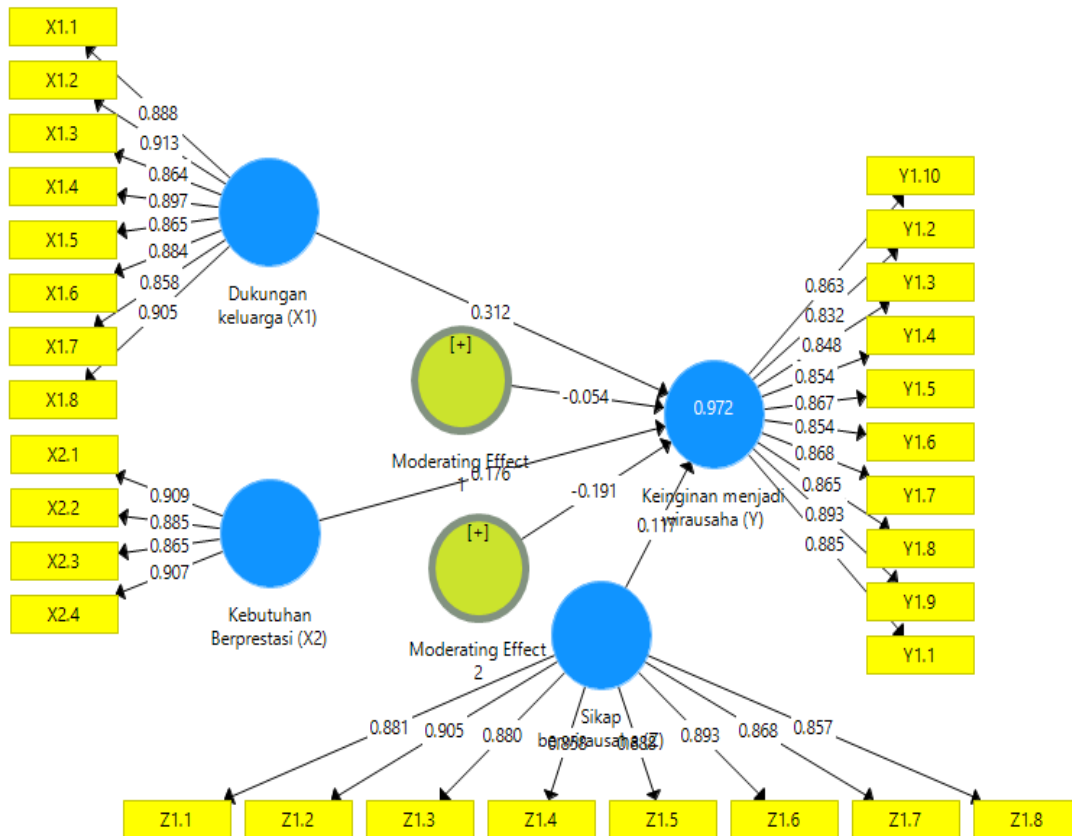 X1.1
X1.2
X1.3
X1.4
X1.5
X1.6
X1.7
X1.8
0.888
0.913
0.864
0.897
0.865
0.884
0.858
0.905
Dukungan
keluarga (X1)
X2.1
X2.2
X2.3
X2.4
0.909
0.885
0.865
0.907
Kebutuhan
Berprestasi (X2)
0.312
[+]
-0.054
Moderating Effect
1
0.176
[+]
-0.191
Moderating Effect
2
0.117
0.972
Keinginan menjadi
wirausaha (Y)
0.863
0.832
0.848
0.854
0.867
0.854
0.868
0.865
0.893
0.885
Y1.10
Y1.2
Y1.3
Y1.4
Y1.5
Y1.6
Y1.7
Y1.8
Y1.9
Y1.1
Sikap
berwirausaha (Z)
0.881
0.905
0.880
0.858
0.893
0.868
0.857
Z1.1
Z1.2
Z1.3
Z1.4
Z1.5
Z1.6
Z1.7
Z1.8